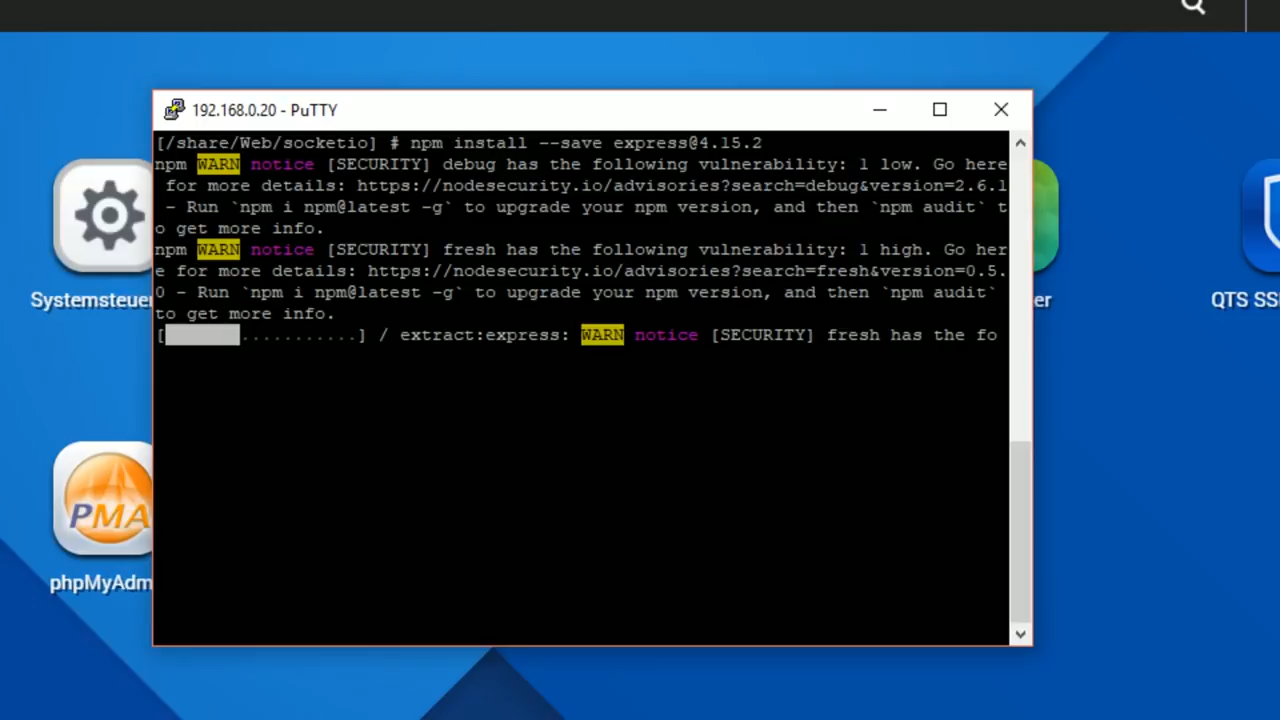 192.168.0.20 - PuTTY
[/share/Web/socketio] # npm install --save express@4.15.2
npm WARN notice [SECURITY] debug has the following vulnerability: 1 low. Go here
for more details: https://nodesecurity.io/advisories?search=debug&version=2.6.1
- Run `npm i npm@latest -g` to upgrade your npm version, and then `npm audit` t
o get more info.
npm WARN notice [SECURITY] fresh has the following vulnerability: 1 high. Go her
e for more details: https://nodesecurity.io/advisories?search=fresh&version=0.5.
0 - Run `npm i npm@latest -g` to upgrade your npm version, and then `npm audit`
to get more info.
[ ...........] / extract:express: WARN notice [SECURITY] fresh has the fo
Systemsteuer
er
QTS SS
PMA
phpMyAdm